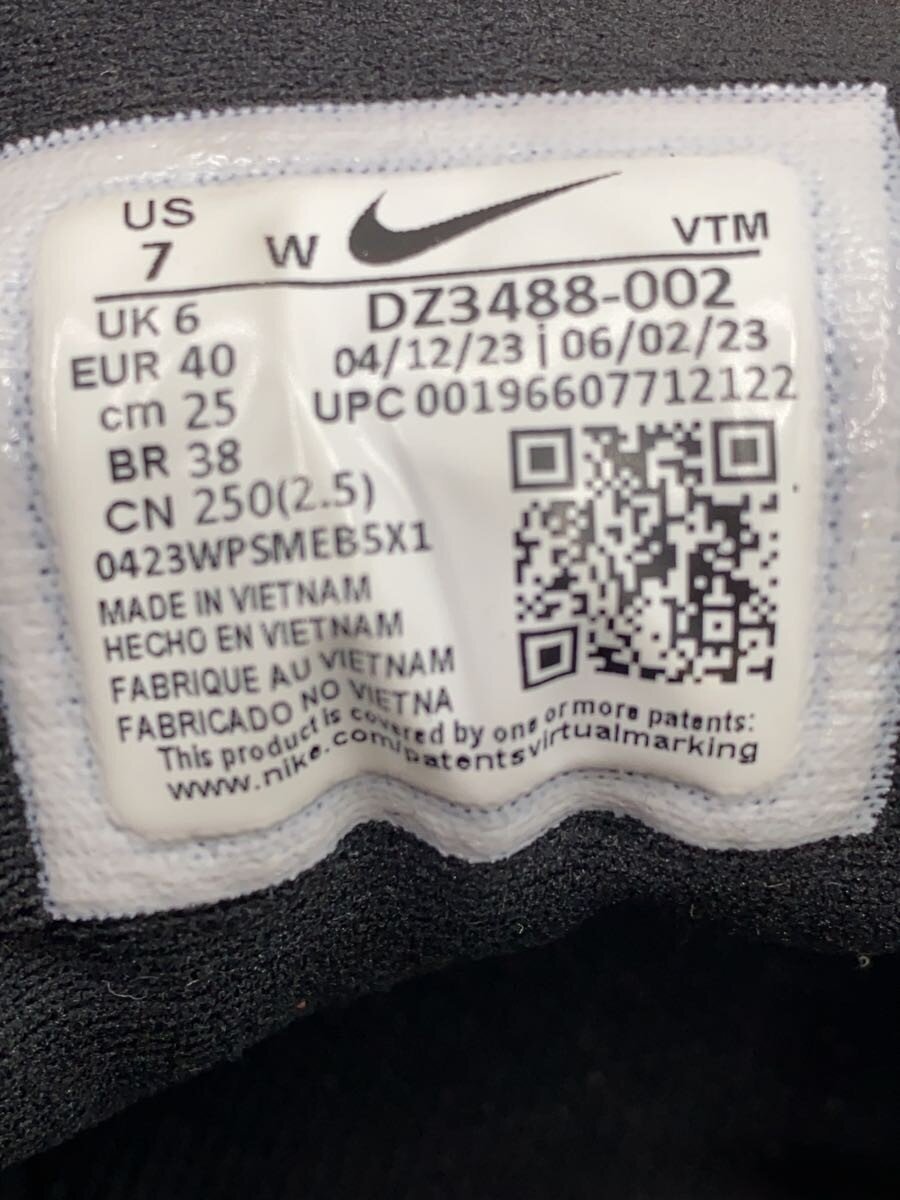 US
7 W VTM
UK 6 DZ3488-002
EUR 40 04/12/23 | 06/02/23
cm 25 UPC 00196607712122
BR 38
CN 250(2.5)
0423WPSMEB5X1
MADE IN VIETNAM
HECHO EN VIETNAM
FABRIQUE AU VIETNAM
FABRICADO NO VIETNA
This product is covered by one or more patents:
www.nike.com/patentsvirtualmarking